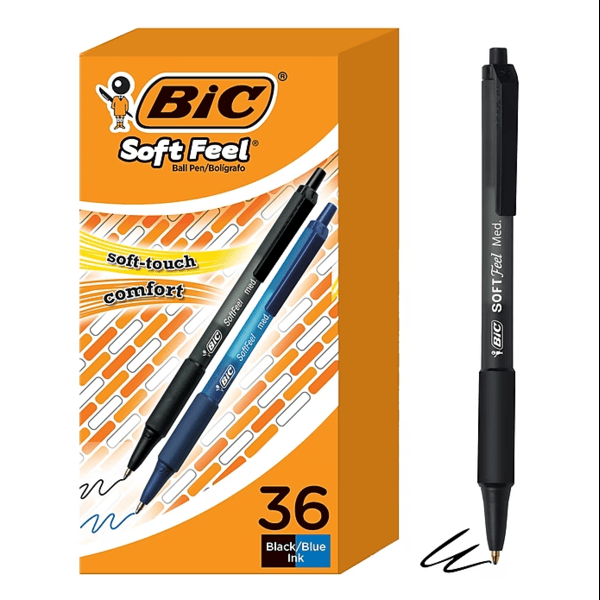 BiC®
Soft Feel®
Ball Pen/Bolígrafo
soft-touch
comfort
BiC SoftFeel med.
BiC SoftFeel med.
36
Black/Blue
Ink
BiC SOFT Feel Med.